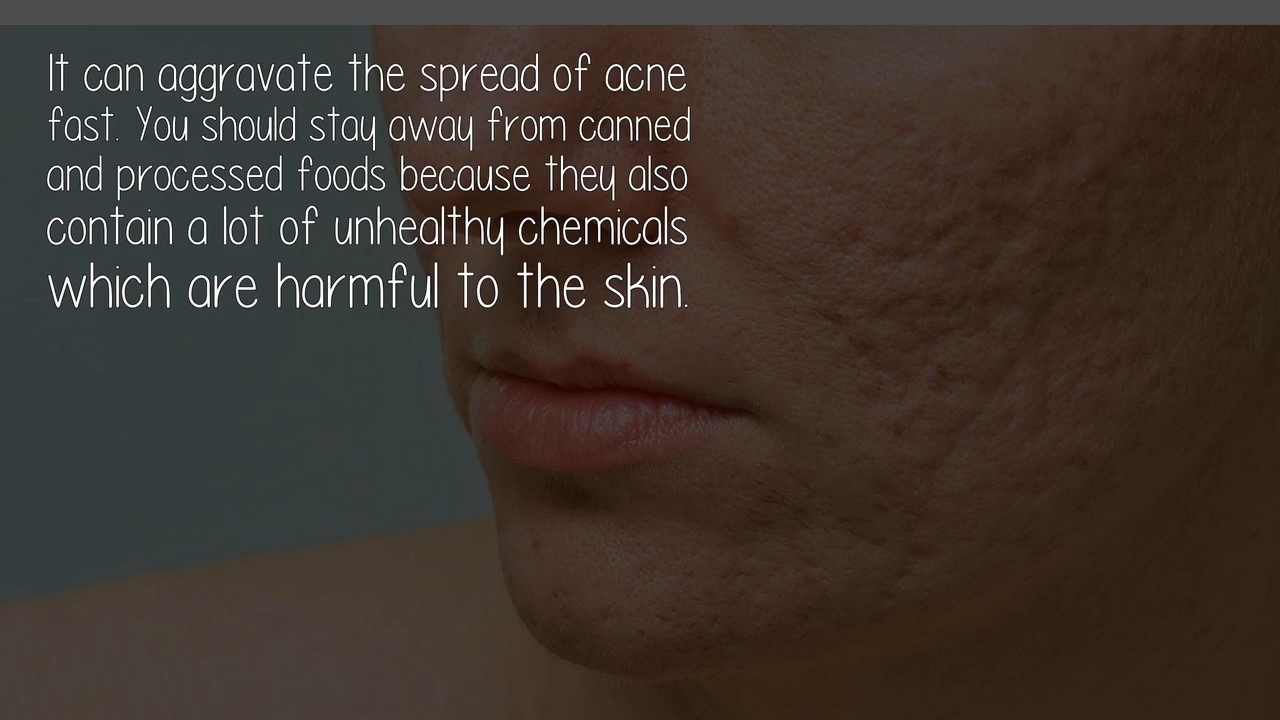 It can aggravate the spread of acne
fast. You should stay away from canned
and processed foods because they also
contain a lot of unhealthy chemicals
which are harmful to the skin.